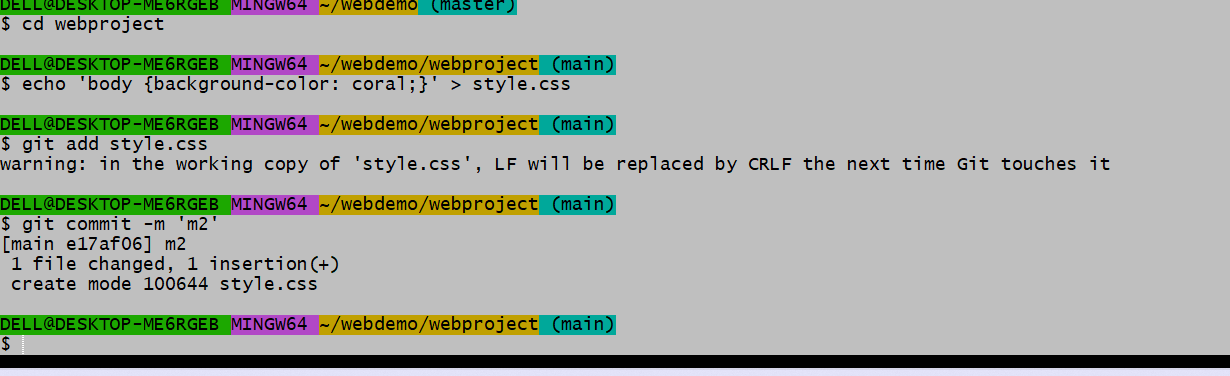 DELL@DESKTOP-ME6RGEB MINGW64 ~/webdemo (master)
$ cd webproject
DELL@DESKTOP-ME6RGEB MINGW64 ~/webdemo/webproject (main)
$ echo 'body {background-color: coral;}' > style.css
DELL@DESKTOP-ME6RGEB MINGW64 ~/webdemo/webproject (main)
$ git add style.css
warning: in the working copy of 'style.css', LF will be replaced by CRLF the next time Git touches it
DELL@DESKTOP-ME6RGEB MINGW64 ~/webdemo/webproject (main)
$ git commit -m 'm2'
[main e17af06] m2
 1 file changed, 1 insertion(+)
 create mode 100644 style.css
DELL@DESKTOP-ME6RGEB MINGW64 ~/webdemo/webproject (main)
$